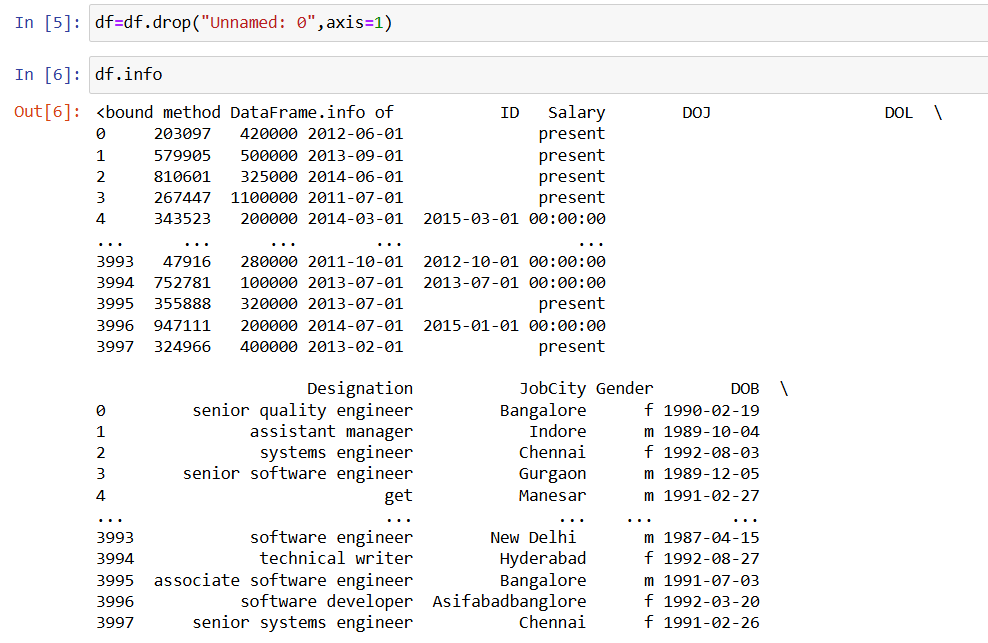 In [5]: df=df.drop("Unnamed: 0",axis=1)
In [6]: df.info
Out[6]: <bound method DataFrame.info of ID Salary DOJ DOL \
0 203097 420000 2012-06-01 present
1 579905 500000 2013-09-01 present
2 810601 325000 2014-06-01 present
3 267447 1100000 2011-07-01 present
4 343523 200000 2014-03-01 2015-03-01 00:00:00
... ... ... ... ...
3993 47916 280000 2011-10-01 2012-10-01 00:00:00
3994 752781 100000 2013-07-01 2013-07-01 00:00:00
3995 355888 320000 2013-07-01 present
3996 947111 200000 2014-07-01 2015-01-01 00:00:00
3997 324966 400000 2013-02-01 present
Designation JobCity Gender DOB \
0 senior quality engineer Bangalore f 1990-02-19
1 assistant manager Indore m 1989-10-04
2 systems engineer Chennai f 1992-08-03
3 senior software engineer Gurgaon m 1989-12-05
4 get Manesar m 1991-02-27
... ... ... ... ...
3993 software engineer New Delhi m 1987-04-15
3994 technical writer Hyderabad f 1992-08-27
3995 associate software engineer Bangalore m 1991-07-03
3996 software developer Asifabadbanglore f 1992-03-20
3997 senior systems engineer Chennai f 1991-02-26